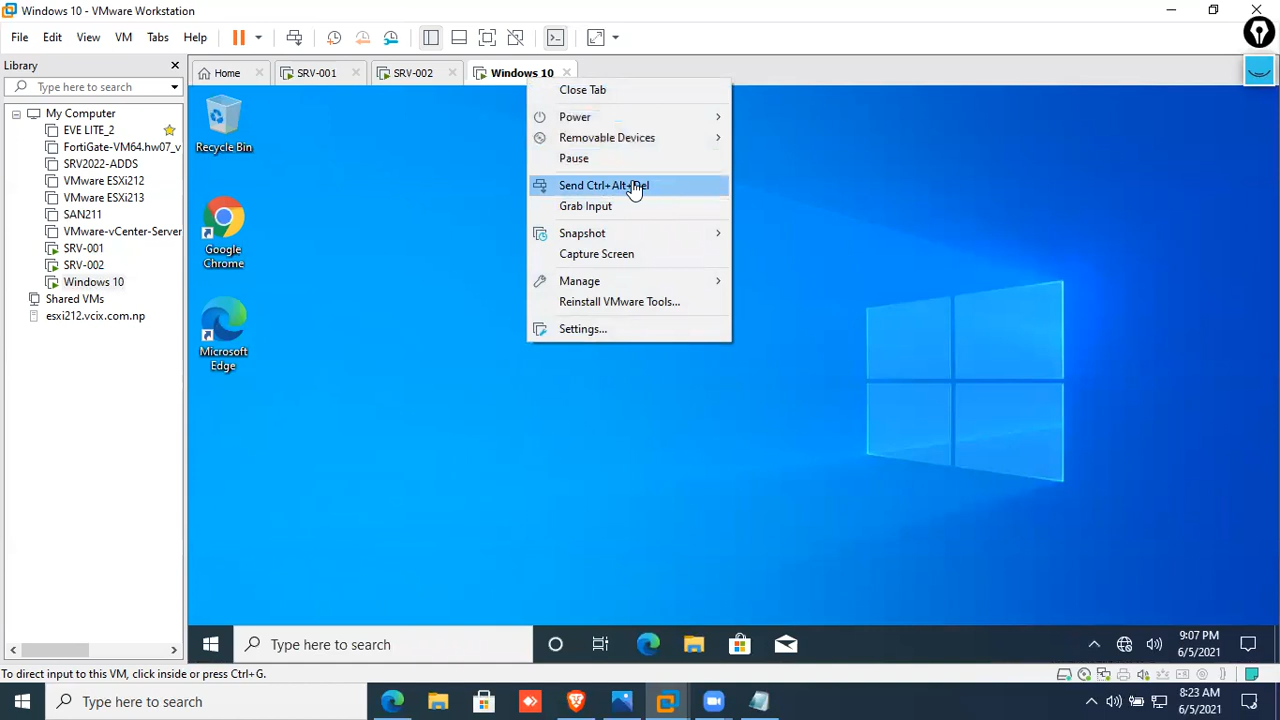 Windows 10 - VMware Workstation
File Edit View VM Tabs Help
Library
Type here to search
My Computer
EVE LITE_2
FortiGate-VM64.hw07_v
SRV2022-ADDS
VMware ESXi212
VMware ESXi213
SAN211
VMware-vCenter-Server
SRV-001
SRV-002
Windows 10
Shared VMs
esxi212.vcix.com.np
Home SRV-001 SRV-002 Windows 10
Recycle Bin
Google
Chrome
Microsoft
Edge
Close Tab
Power
Removable Devices
Pause
Send Ctrl+Alt+Del
Grab Input
Snapshot
Capture Screen
Manage
Reinstall VMware Tools...
Settings...
Type here to search
9:07 PM
6/5/2021
To direct input to this VM, click inside or press Ctrl+G.
Type here to search
8:23 AM
6/5/2021